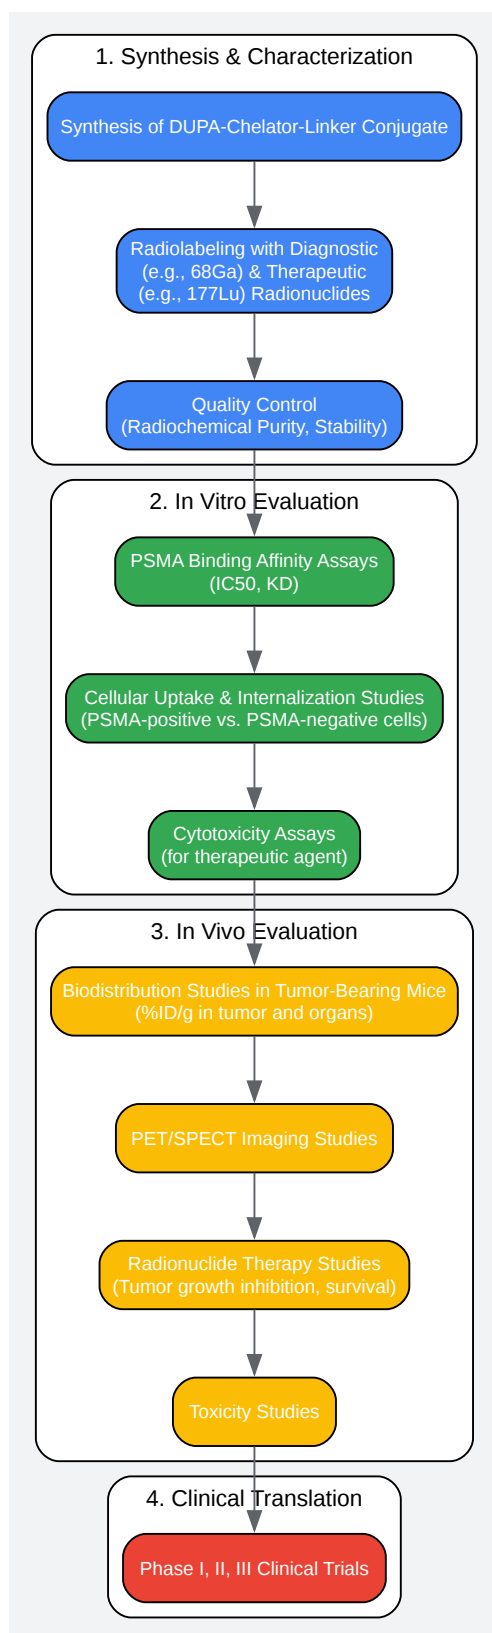 1. Synthesis & Characterization
Synthesis of DUPA-Chelator-Linker Conjugate
Radiolabeling with Diagnostic
(e.g., 68Ga) & Therapeutic
(e.g., 177Lu) Radionuclides
Quality Control
(Radiochemical Purity, Stability)
2. In Vitro Evaluation
PSMA Binding Affinity Assays
(IC50, KD)
Cellular Uptake & Internalization Studies
(PSMA-positive vs. PSMA-negative cells)
Cytotoxicity Assays
(for therapeutic agent)
3. In Vivo Evaluation
Biodistribution Studies in Tumor-Bearing Mice
(%ID/g in tumor and organs)
PET/SPECT Imaging Studies
Radionuclide Therapy Studies
(Tumor growth inhibition, survival)
Toxicity Studies
4. Clinical Translation
Phase I, II, III Clinical Trials